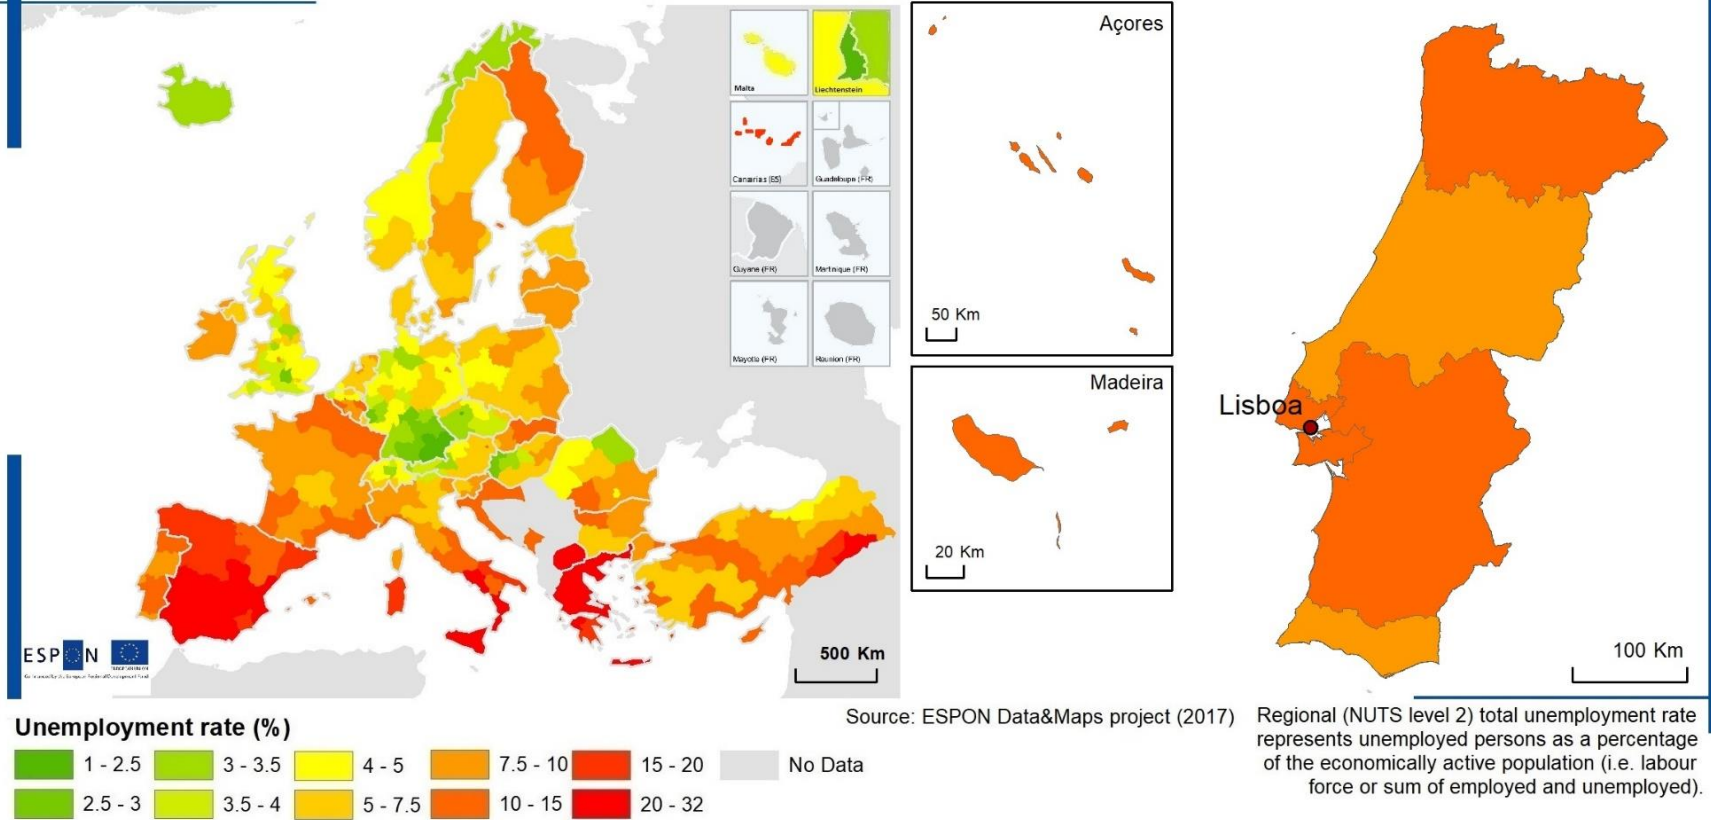 Malta
Liechtenstein
Canarias (ES)
Guadeloupe (FR)
Guyane (FR)
Martinique (FR)
Mayotte (FR)
Reunion (FR)
ESPON
500 Km
Açores
50 Km
Madeira
20 Km
Lisboa
100 Km
Unemployment rate (%)
1 - 2.5
3 - 3.5
4 - 5
7.5 - 10
15 - 20
No Data
2.5 - 3
3.5 - 4
5 - 7.5
10 - 15
20 - 32
Source: ESPON Data&Maps project (2017)
Regional (NUTS level 2) total unemployment rate
represents unemployed persons as a percentage
of the economically active population (i.e. labour
force or sum of employed and unemployed).